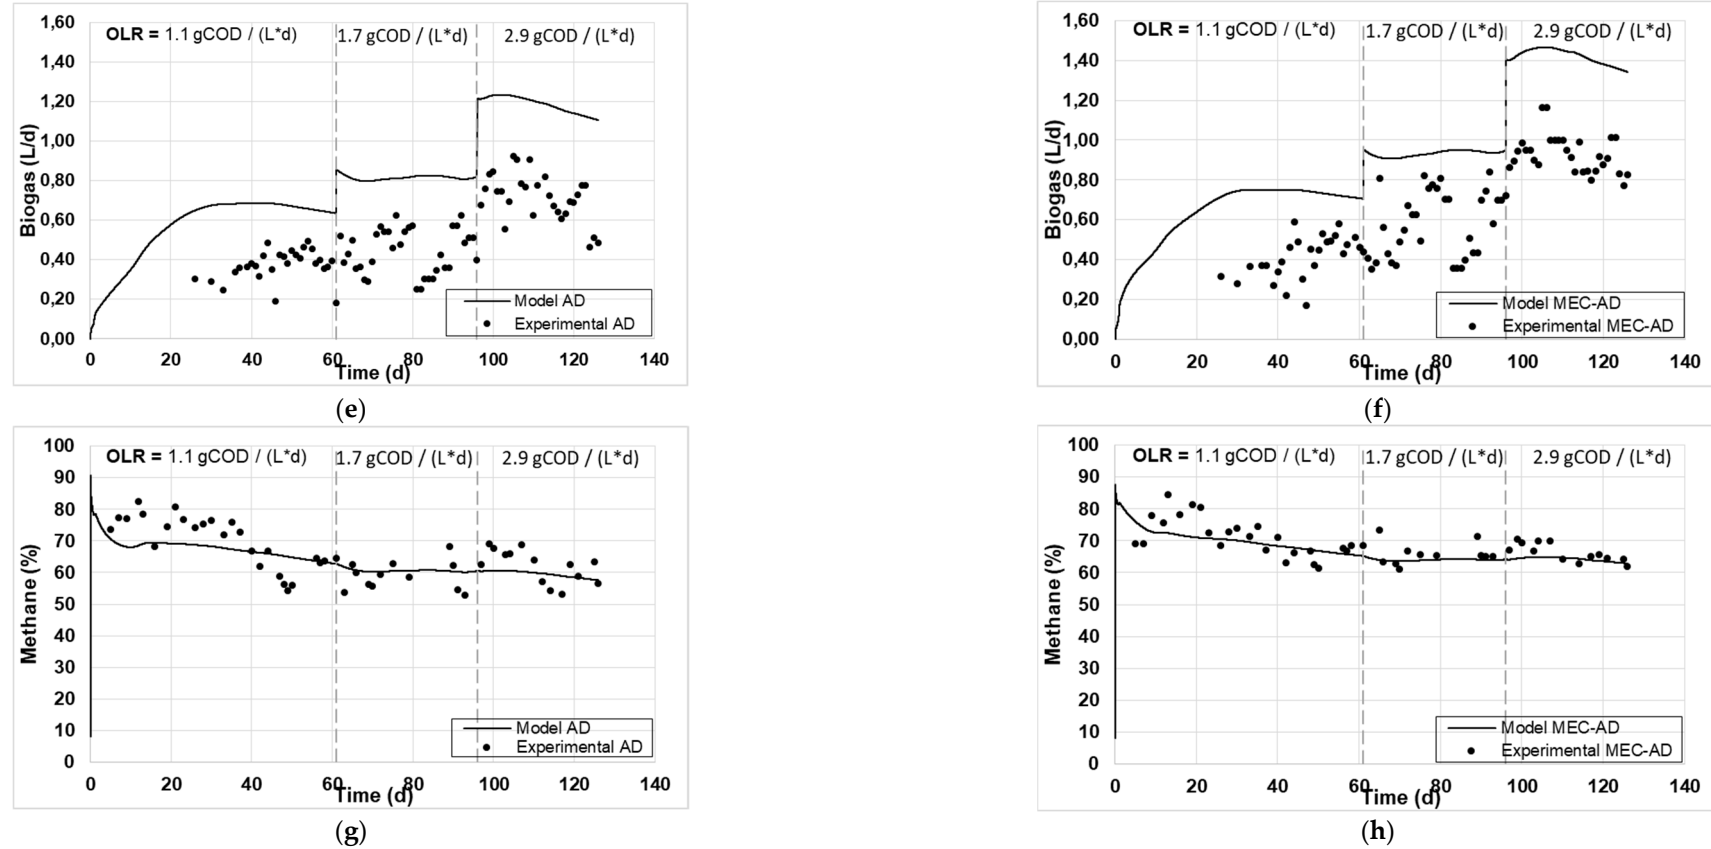 1,60
OLR = 1.1 gCOD / (L*d) 1.7 gCOD / (L*d) 2.9 gCOD / (L*d)
1,40
1,20
1,00
0,80
0,60
0,40
0,20
0,00
Biogas (L/d)
Model AD
Experimental AD
0 20 40 60 80 100 120 140
Time (d)
(e)
1,60
OLR = 1.1 gCOD / (L*d) 1.7 gCOD / (L*d) 2.9 gCOD / (L*d)
1,40
1,20
1,00
0,80
0,60
0,40
0,20
0,00
Biogas (L/d)
Model MEC-AD
Experimental MEC-AD
0 20 40 60 80 100 120 140
Time (d)
(f)
100
OLR = 1.1 gCOD / (L*d) 1.7 gCOD / (L*d) 2.9 gCOD / (L*d)
90
80
70
60
50
40
30
20
10
0
Methane (%)
Model AD
Experimental AD
0 20 40 60 80 100 120 140
Time (d)
(g)
100
OLR = 1.1 gCOD / (L*d) 1.7 gCOD / (L*d) 2.9 gCOD / (L*d)
90
80
70
60
50
40
30
20
10
0
Methane (%)
Model MEC-AD
Experimental MEC-AD
0 20 40 60 80 100 120 140
Time (d)
(h)